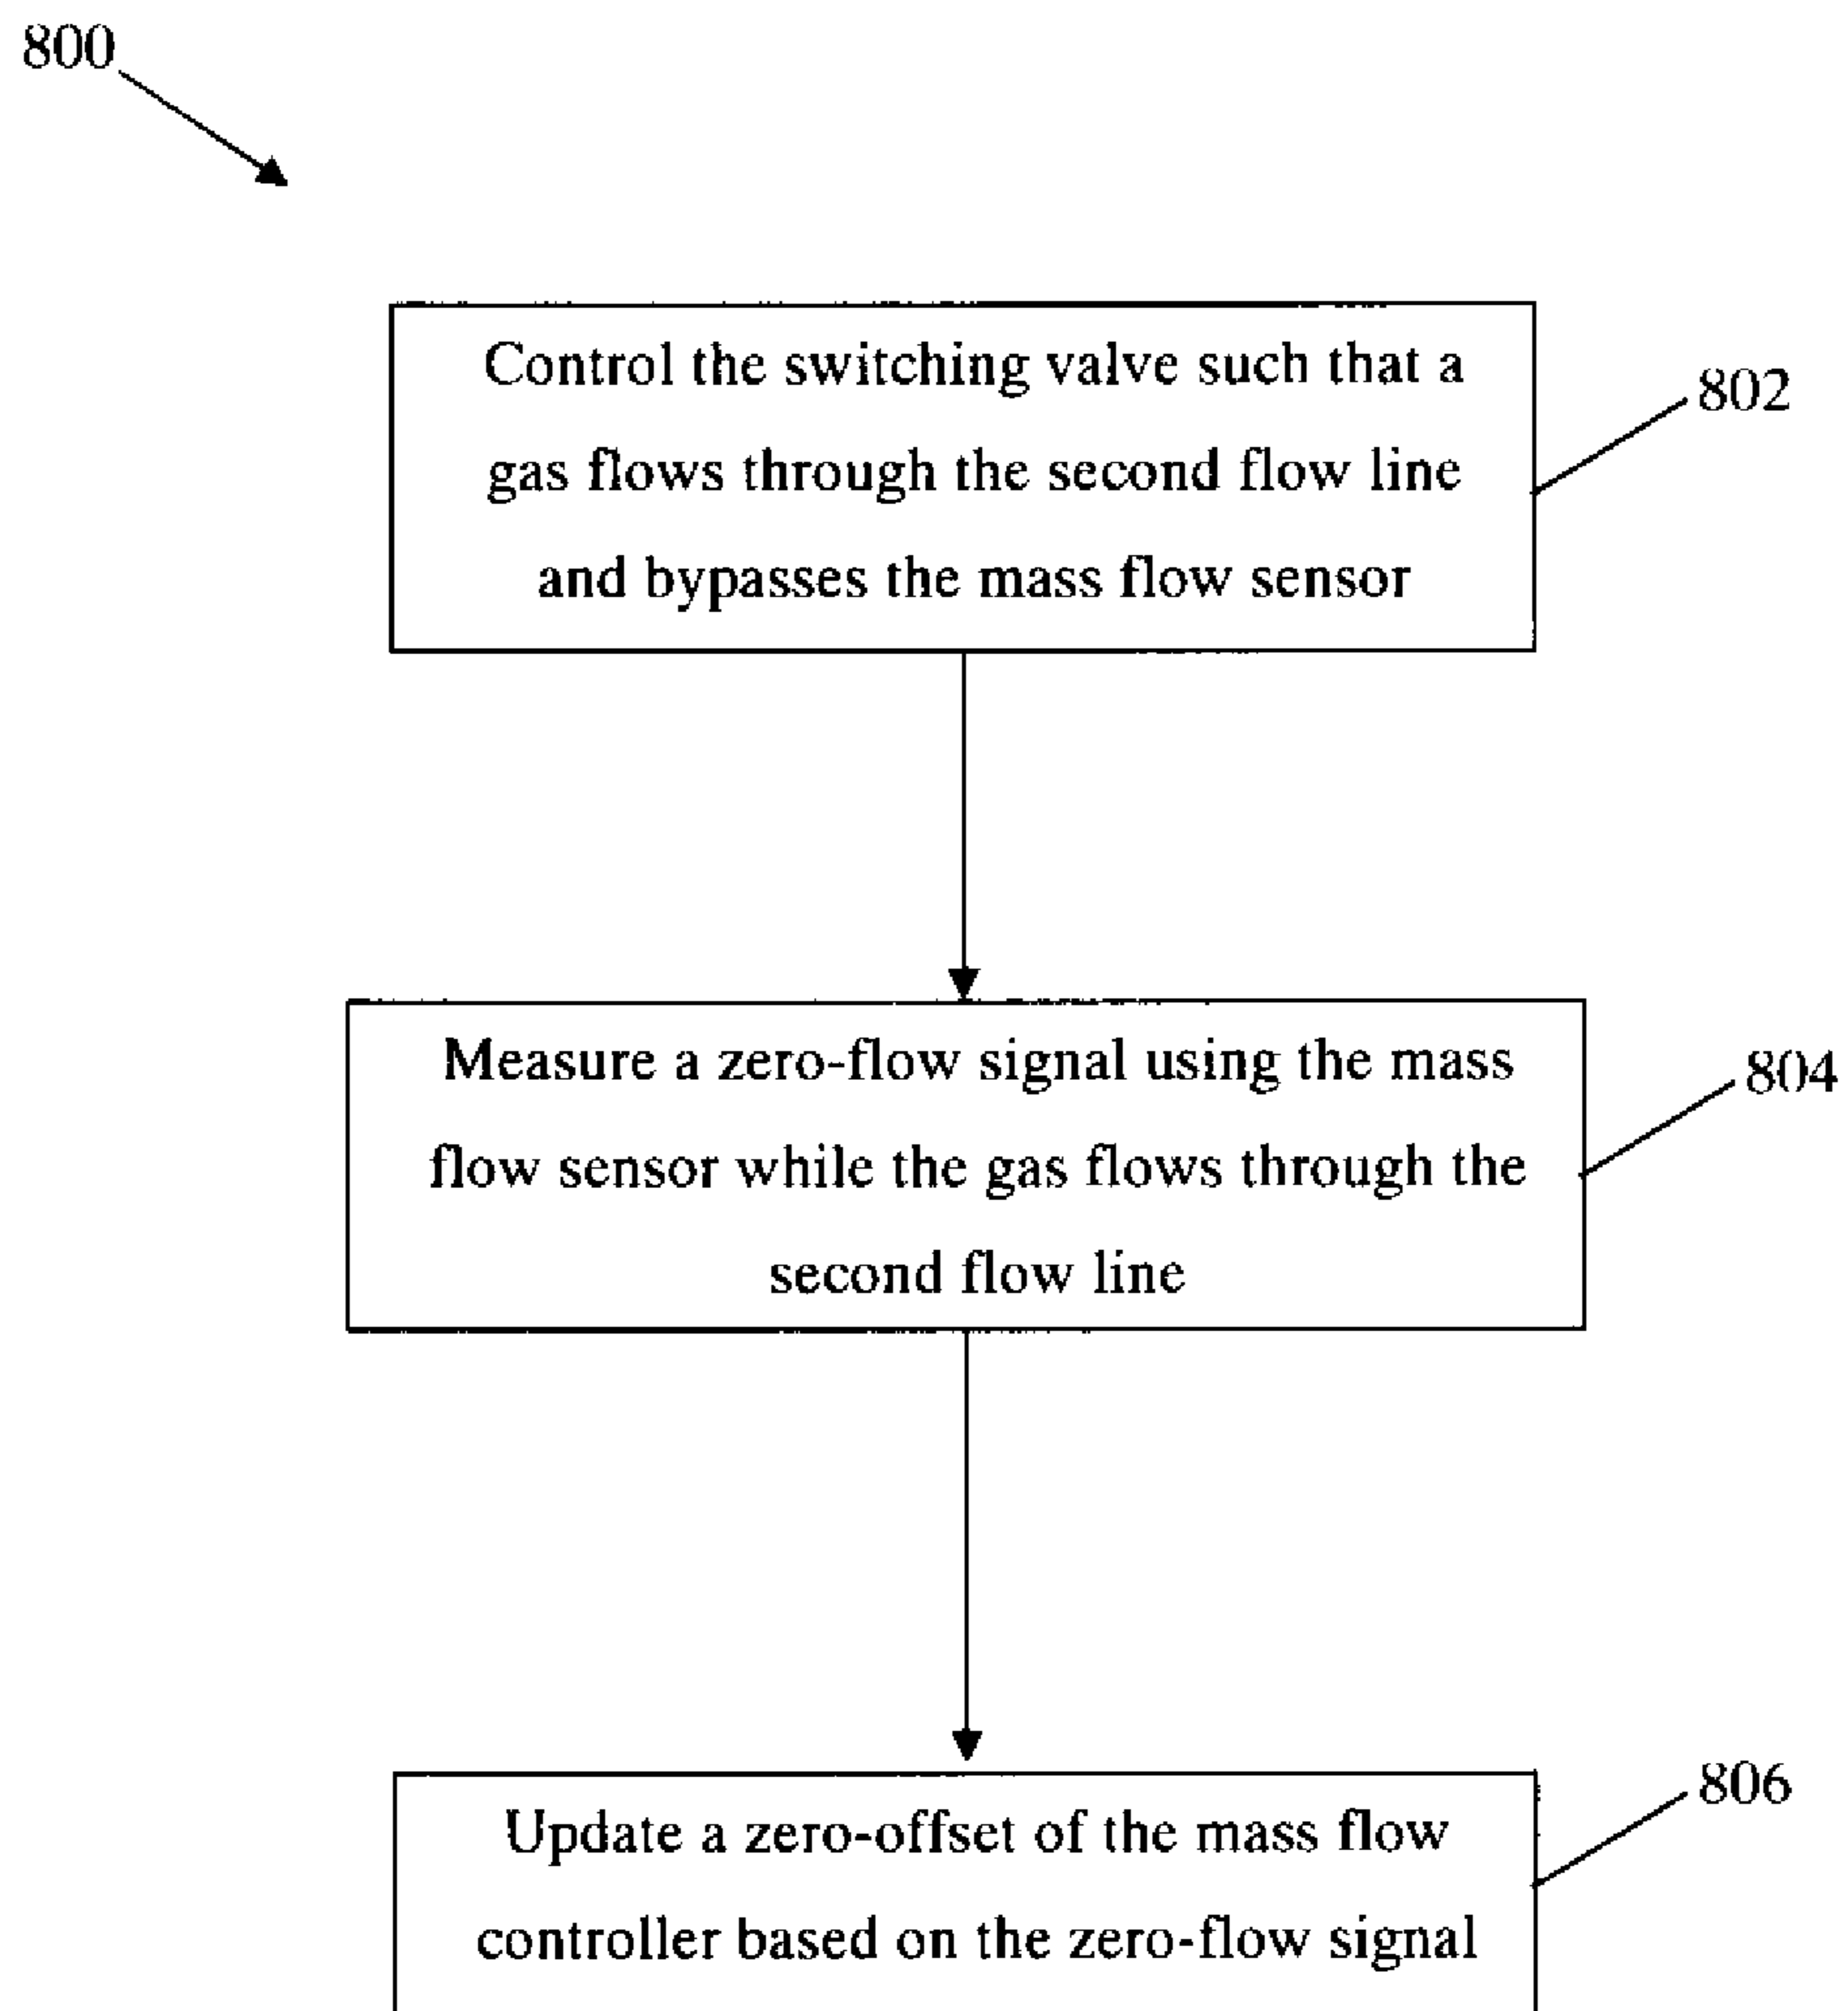 800
Control the switching valve such that a
gas flows through the second flow line
and bypasses the mass flow sensor
802
Measure a zero-flow signal using the mass
flow sensor while the gas flows through the
second flow line
804
Update a zero-offset of the mass flow
controller based on the zero-flow signal
806